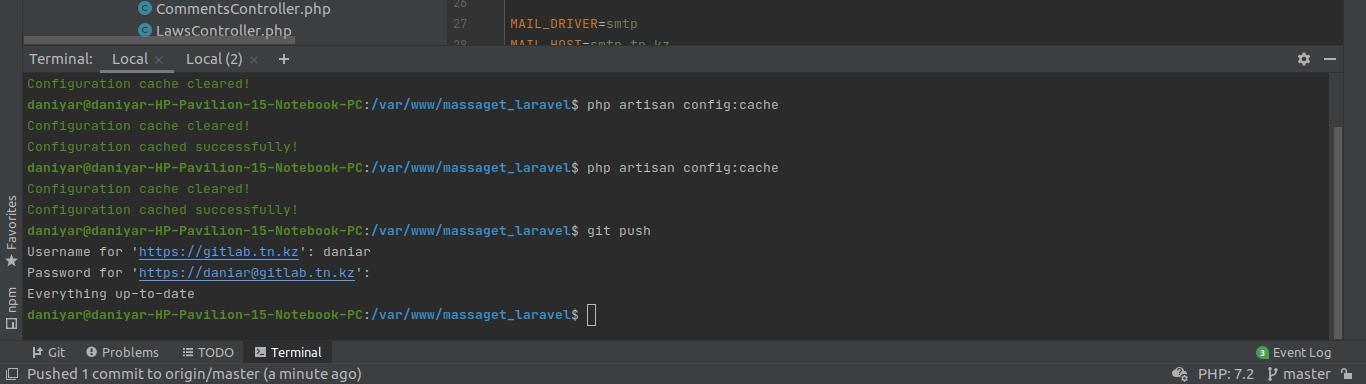 CommentsController.php
LawsController.php
26
27 MAIL_DRIVER=smtp
28 MAIL_HOST=smtp.tn.kz
Terminal: Local × Local (2) × +
Configuration cache cleared!
daniyar@daniyar-HP-Pavilion-15-Notebook-PC:/var/www/massaget_laravel$ php artisan config:cache
Configuration cache cleared!
Configuration cached successfully!
daniyar@daniyar-HP-Pavilion-15-Notebook-PC:/var/www/massaget_laravel$ php artisan config:cache
Configuration cache cleared!
Configuration cached successfully!
daniyar@daniyar-HP-Pavilion-15-Notebook-PC:/var/www/massaget_laravel$ git push
Username for 'https://gitlab.tn.kz': daniar
Password for 'https://daniar@gitlab.tn.kz':
Everything up-to-date
daniyar@daniyar-HP-Pavilion-15-Notebook-PC:/var/www/massaget_laravel$
Favorites
npm
Git Problems TODO Terminal 3 Event Log
Pushed 1 commit to origin/master (a minute ago) PHP: 7.2 master